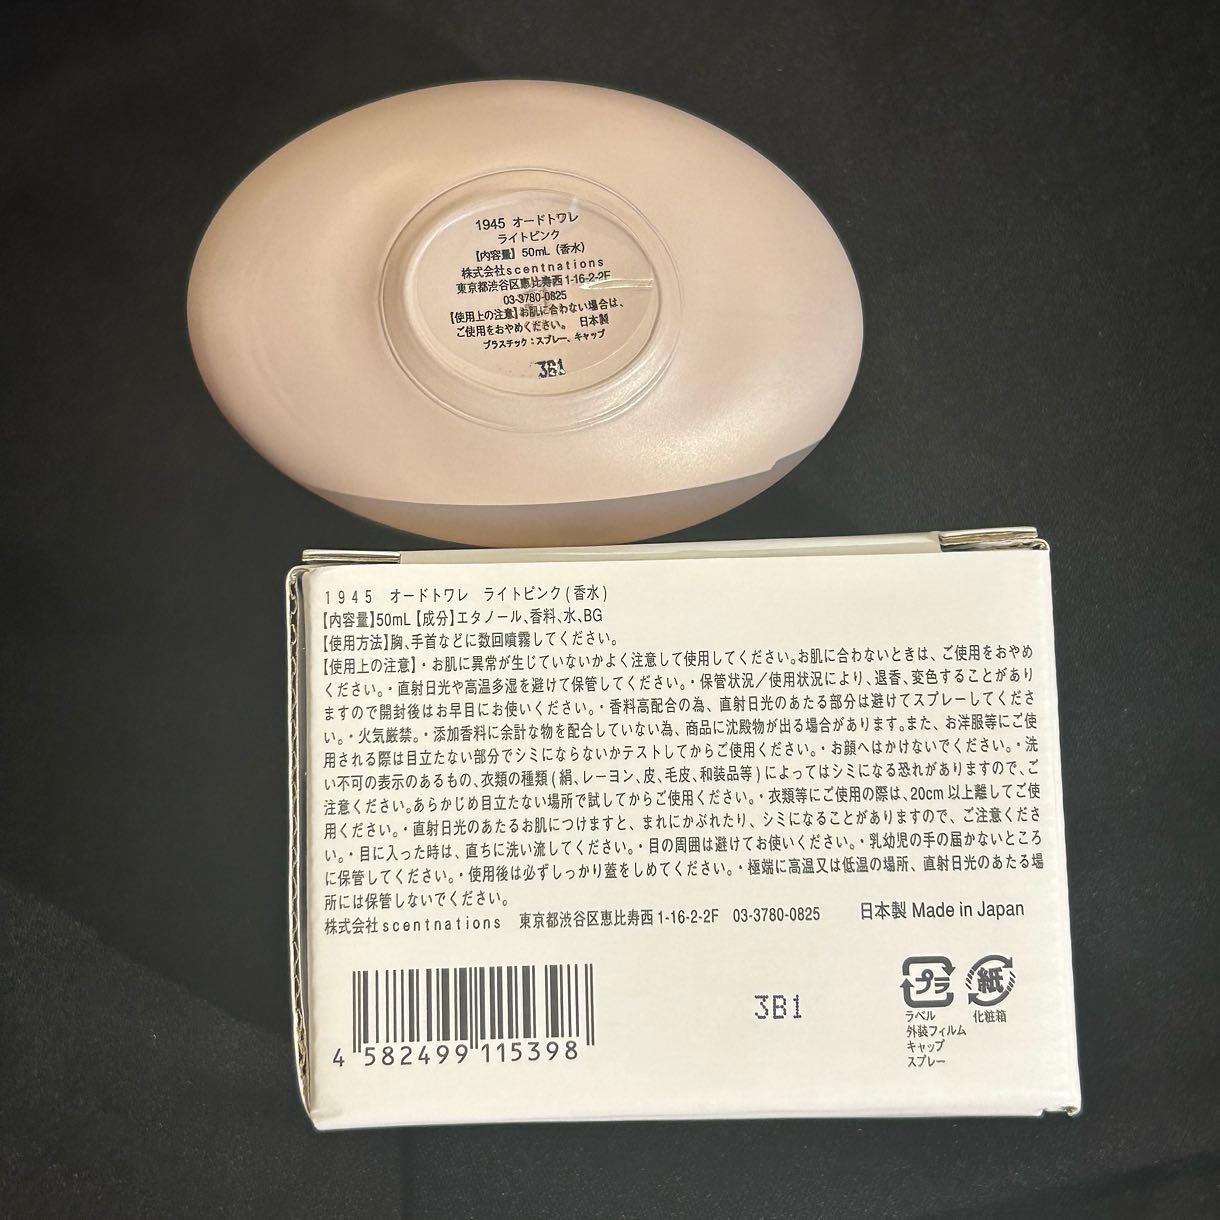 1945 オードトワレ
ライトピンク
【内容量】50mL（香水）
株式会社scentnations
東京都渋谷区恵比寿西1-16-2-2F
03-3780-0825
【使用上の注意】お肌に合わない場合は、
ご使用をおやめください。 日本製
プラスチック：スプレー、キャップ
3B1
1945 オードトワレ ライトピンク(香水)
【内容量】50mL【成分】エタノール、香料、水、BG
【使用方法】胸、手首などに数回噴霧してください。
【使用上の注意】・お肌に異常が生じていないかよく注意して使用してください。お肌に合わないときは、ご使用をおやめ
ください。・直射日光や高温多湿を避けて保管してください。・保管状況／使用状況により、退香、変色することがあり
ますので開封後はお早目にお使いください。・香料高配合の為、直射日光のあたる部分は避けてスプレーしてくださ
い。・火気厳禁。・添加香料に余計な物を配合していない為、商品に沈殿物が出る場合があります。また、お洋服等にご使
用される際は目立たない部分でシミにならないかテストしてからご使用ください。・お顔へはかけないでください。・洗
い不可の表示のあるもの、衣類の種類(絹、レーヨン、皮、毛皮、和装品等)によってはシミになる恐れがありますので、ご
注意ください。あらかじめ目立たない場所で試してからご使用ください。・衣類等にご使用の際は、20cm以上離してご使
用ください。・直射日光のあたるお肌につけますと、まれにかぶれたり、シミになることがありますので、ご注意くださ
い。・目に入った時は、直ちに洗い流してください。・目の周囲は避けてお使いください。・乳幼児の手の届かないところ
に保管してください。・使用後は必ずしっかり蓋をしめてください。・極端に高温又は低温の場所、直射日光のあたる場
所には保管しないでください。
株式会社scentnations 東京都渋谷区恵比寿西1-16-2-2F 03-3780-0825 日本製 Made in Japan
4 582499 115398
3B1
プラ 紙
ラベル 化粧箱
外装フィルム
キャップ
スプレー